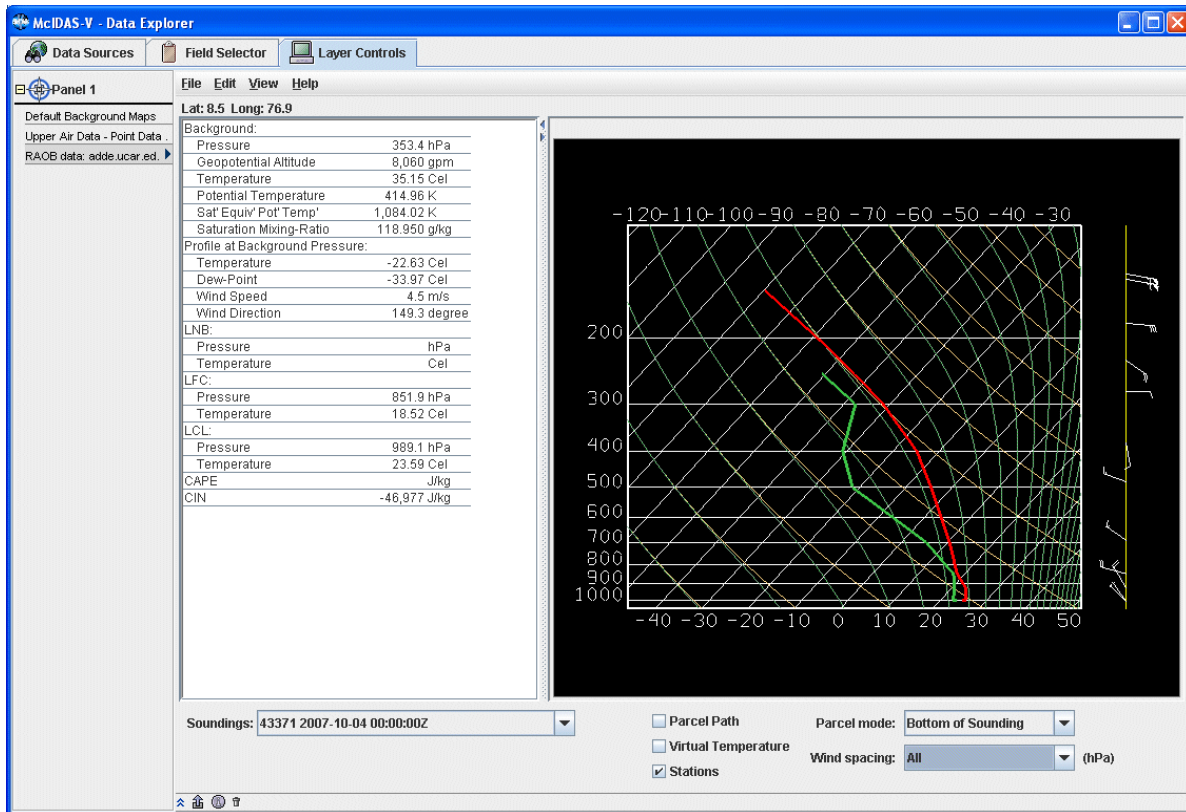 McIDAS-V - Data Explorer
Data Sources
Field Selector
Layer Controls
Panel 1
Default Background Maps
Upper Air Data - Point Data .
RAOB data: adde.ucar.ed.
File Edit View Help
Lat: 8.5 Long: 76.9
Background:
Pressure 353.4 hPa
Geopotential Altitude 8,060 gpm
Temperature 35.15 Cel
Potential Temperature 414.96 K
Sat' Equiv' Pot' Temp' 1,084.02 K
Saturation Mixing-Ratio 118.950 g/kg
Profile at Background Pressure:
Temperature -22.63 Cel
Dew-Point -33.97 Cel
Wind Speed 4.5 m/s
Wind Direction 149.3 degree
LNB:
Pressure hPa
Temperature Cel
LFC:
Pressure 851.9 hPa
Temperature 18.52 Cel
LCL:
Pressure 989.1 hPa
Temperature 23.59 Cel
CAPE J/kg
CIN -46,977 J/kg
-120 -110 -100 -90 -80 -70 -60 -50 -40 -30
200
300
400
500
600
700
800
900
1000
-40 -30 -20 -10 0 10 20 30 40 50
Soundings: 43371 2007-10-04 00:00:00Z
Parcel Path
Virtual Temperature
Stations
Parcel mode: Bottom of Sounding
Wind spacing: All (hPa)